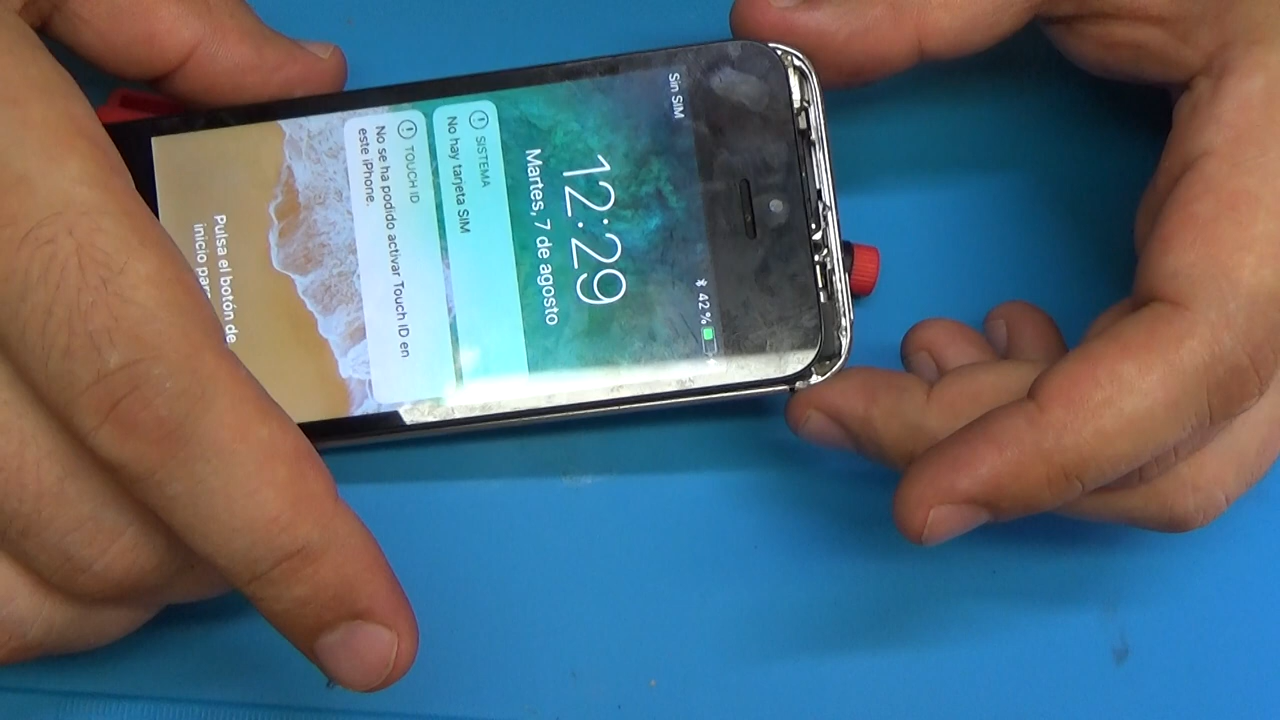 Sin SIM
42 %
12:29
Martes, 7 de agosto
SISTEMA
No hay tarjeta SIM
TOUCH ID
No se ha podido activar Touch ID en
este iPhone.
Pulsa el botón de
inicio para